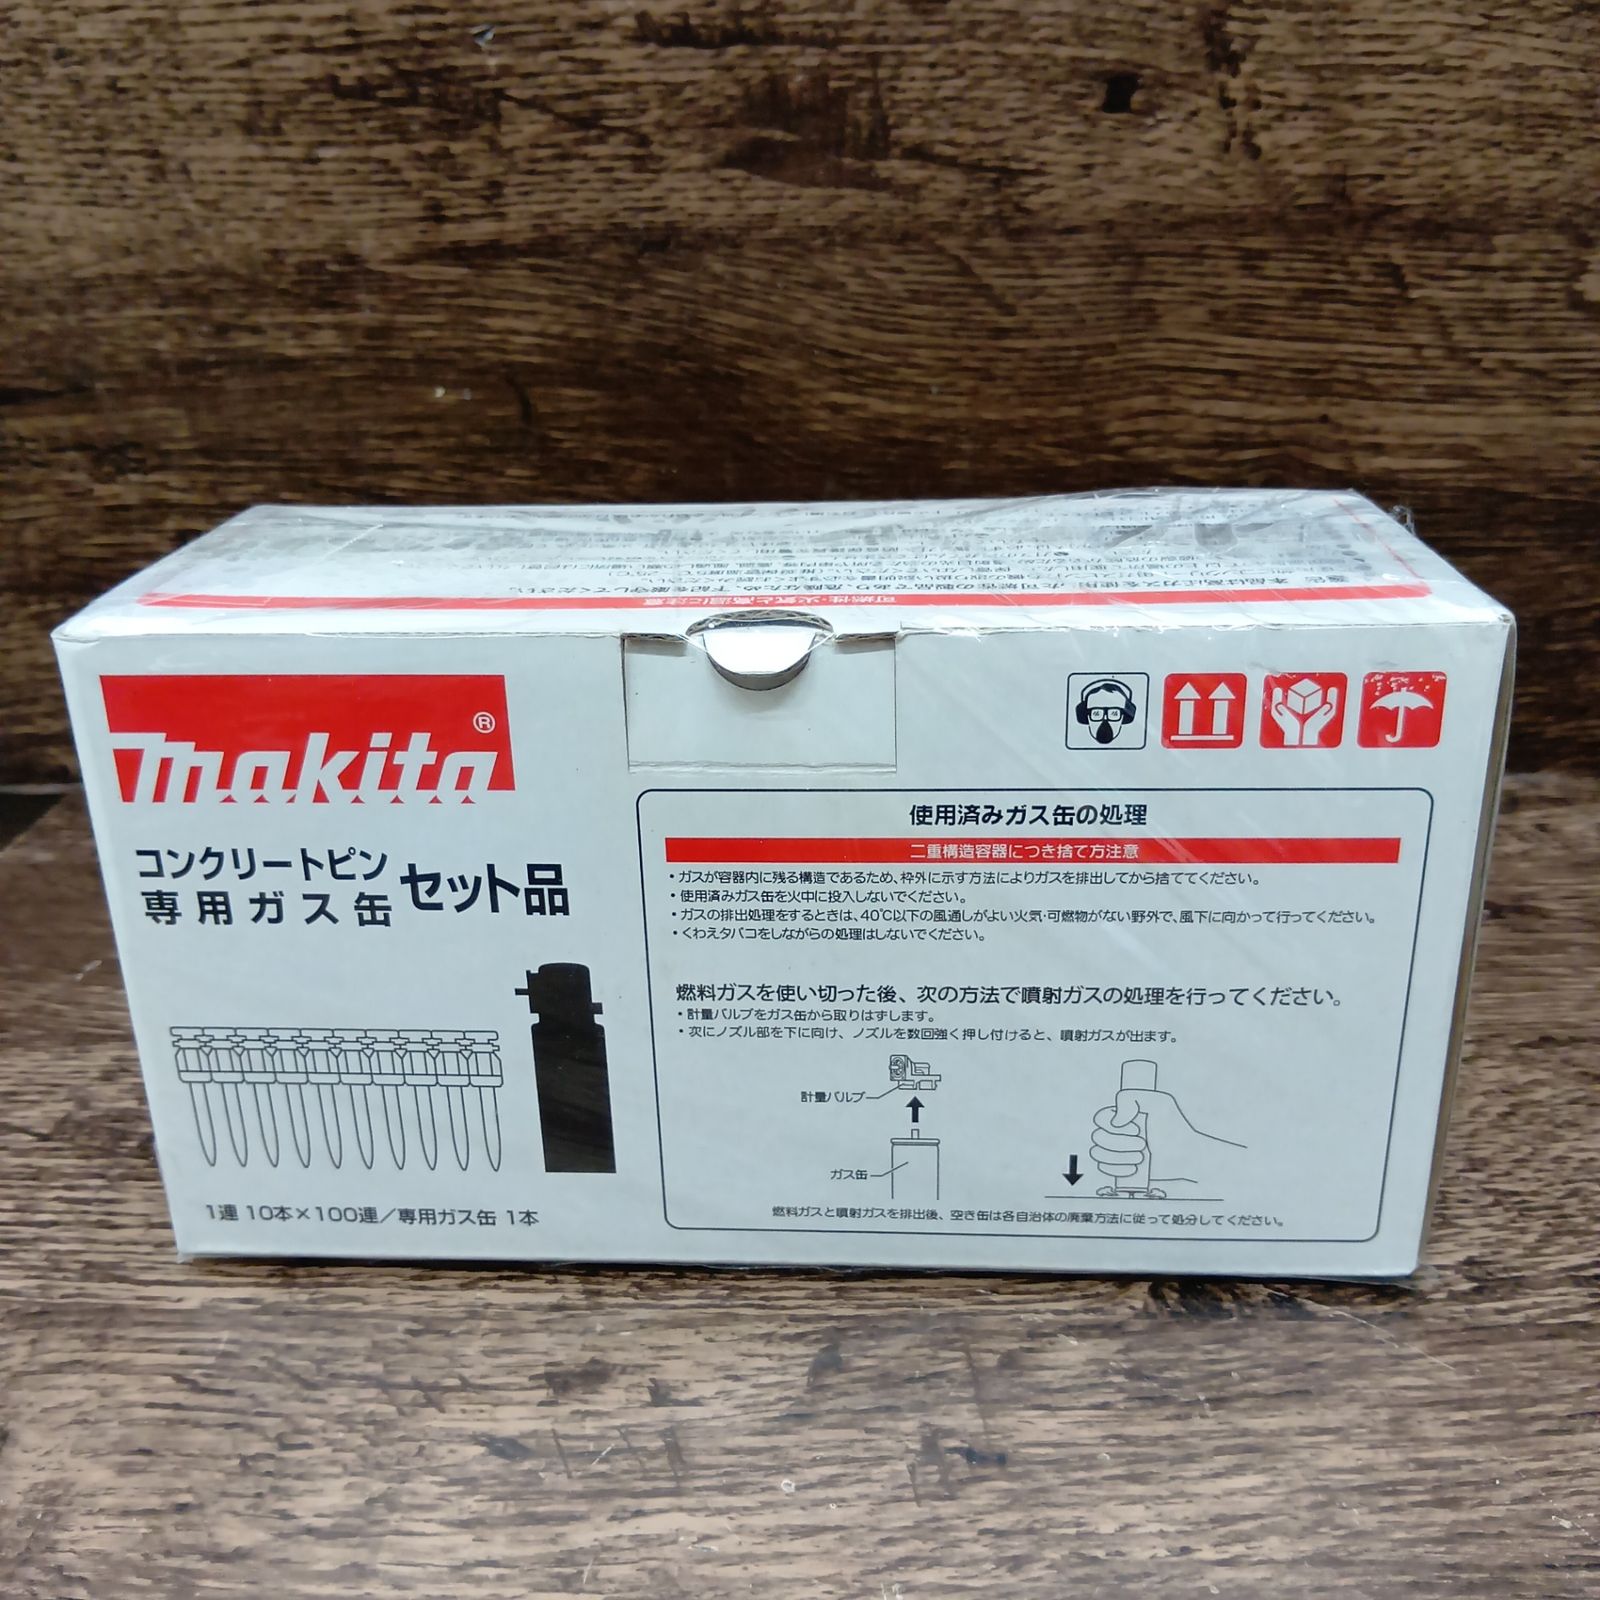 可燃性・火気と高温に注意
makita®
コンクリートピン
専用ガス缶
セット品
1連 10本×100連／専用ガス缶 1本
使用済みガス缶の処理
二重構造容器につき捨て方注意
・ガスが容器内に残る構造であるため、枠外に示す方法によりガスを排出してから捨ててください。
・使用済みガス缶を火中に投入しないでください。
・ガスの排出処理をするときは、40℃以下の風通しがよい火気・可燃物がない野外で、風下に向かって行ってください。
・くわえタバコをしながらの処理はしないでください。
燃料ガスを使い切った後、次の方法で噴射ガスの処理を行ってください。
・計量バルブをガス缶から取りはずします。
・次にノズル部を下に向け、ノズルを数回強く押し付けると、噴射ガスが出ます。
計量バルブ
ガス缶
燃料ガスと噴射ガスを排出後、空き缶は各自治体の廃棄方法に従って処分してください。